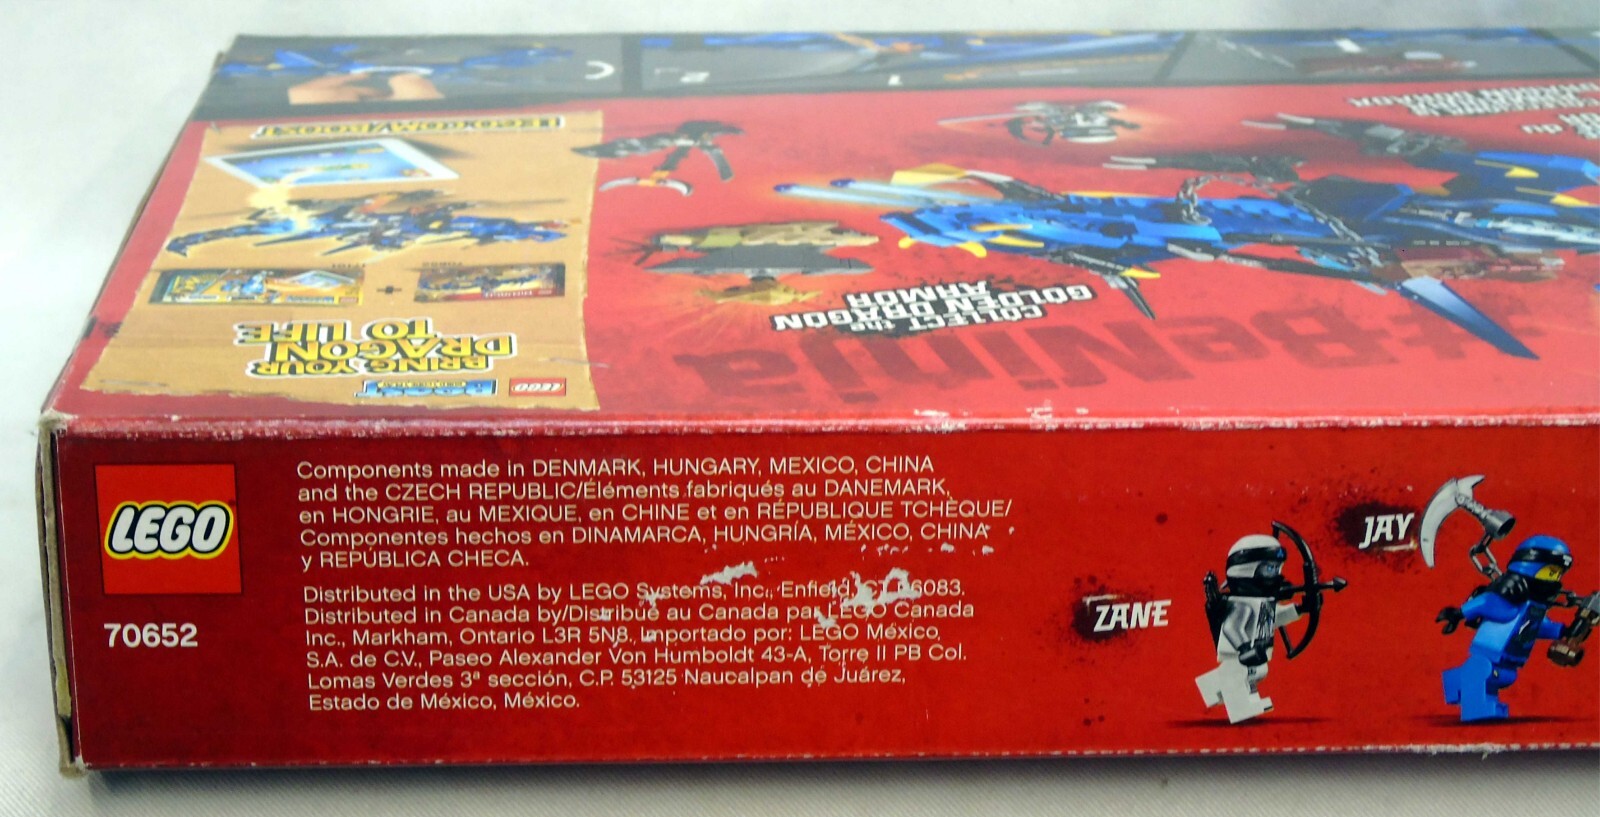 COLLECT the
GOLDEN DRAGON
ARMOR
#BeNinja
LEGO
BOOST
BRING YOUR
DRAGON
TO LIFE
+
1
2
LEGO
70652
Components made in DENMARK, HUNGARY, MEXICO, CHINA
and the CZECH REPUBLIC/Éléments fabriqués au DANEMARK,
en HONGRIE, au MEXIQUE, en CHINE et en RÉPUBLIQUE TCHÈQUE/
Componentes hechos en DINAMARCA, HUNGRÍA, MÉXICO, CHINA
y REPÚBLICA CHECA.
Distributed in the USA by LEGO Systems, Inc., Enfield, CT 06083.
Distributed in Canada by/Distribué au Canada par LEGO Canada
Inc., Markham, Ontario L3R 5N8. Importado por: LEGO México,
S.A. de C.V., Paseo Alexander Von Humboldt 43-A, Torre II PB Col.
Lomas Verdes 3ª sección, C.P. 53125 Naucalpan de Juárez,
Estado de México, México.
ZANE
JAY